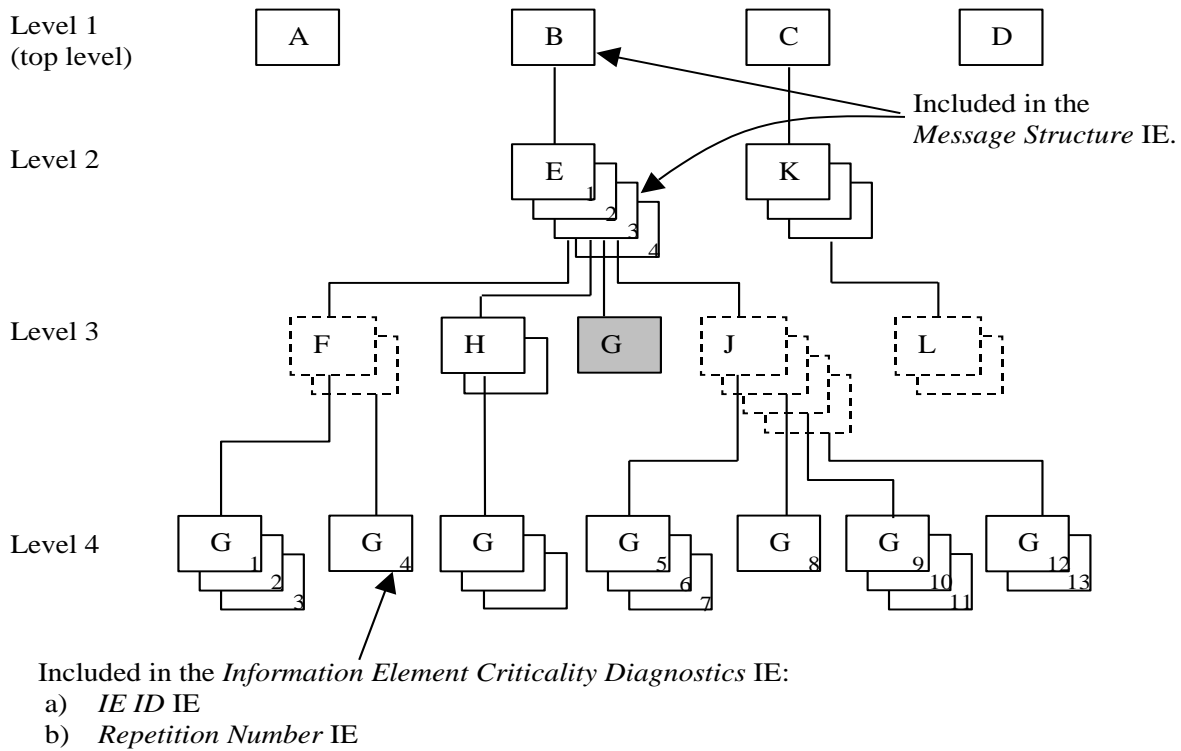 Level 1
(top level)
A
B
C
D
Included in the
Message Structure IE.
Level 2
E
1
2
3
4
K
Level 3
F
H
G
J
L
Level 4
G
1
2
3
G
4
G
G
5
6
7
G
8
G
9
10
11
G
12
13
Included in the Information Element Criticality Diagnostics IE:
a) IE ID IE
b) Repetition Number IE